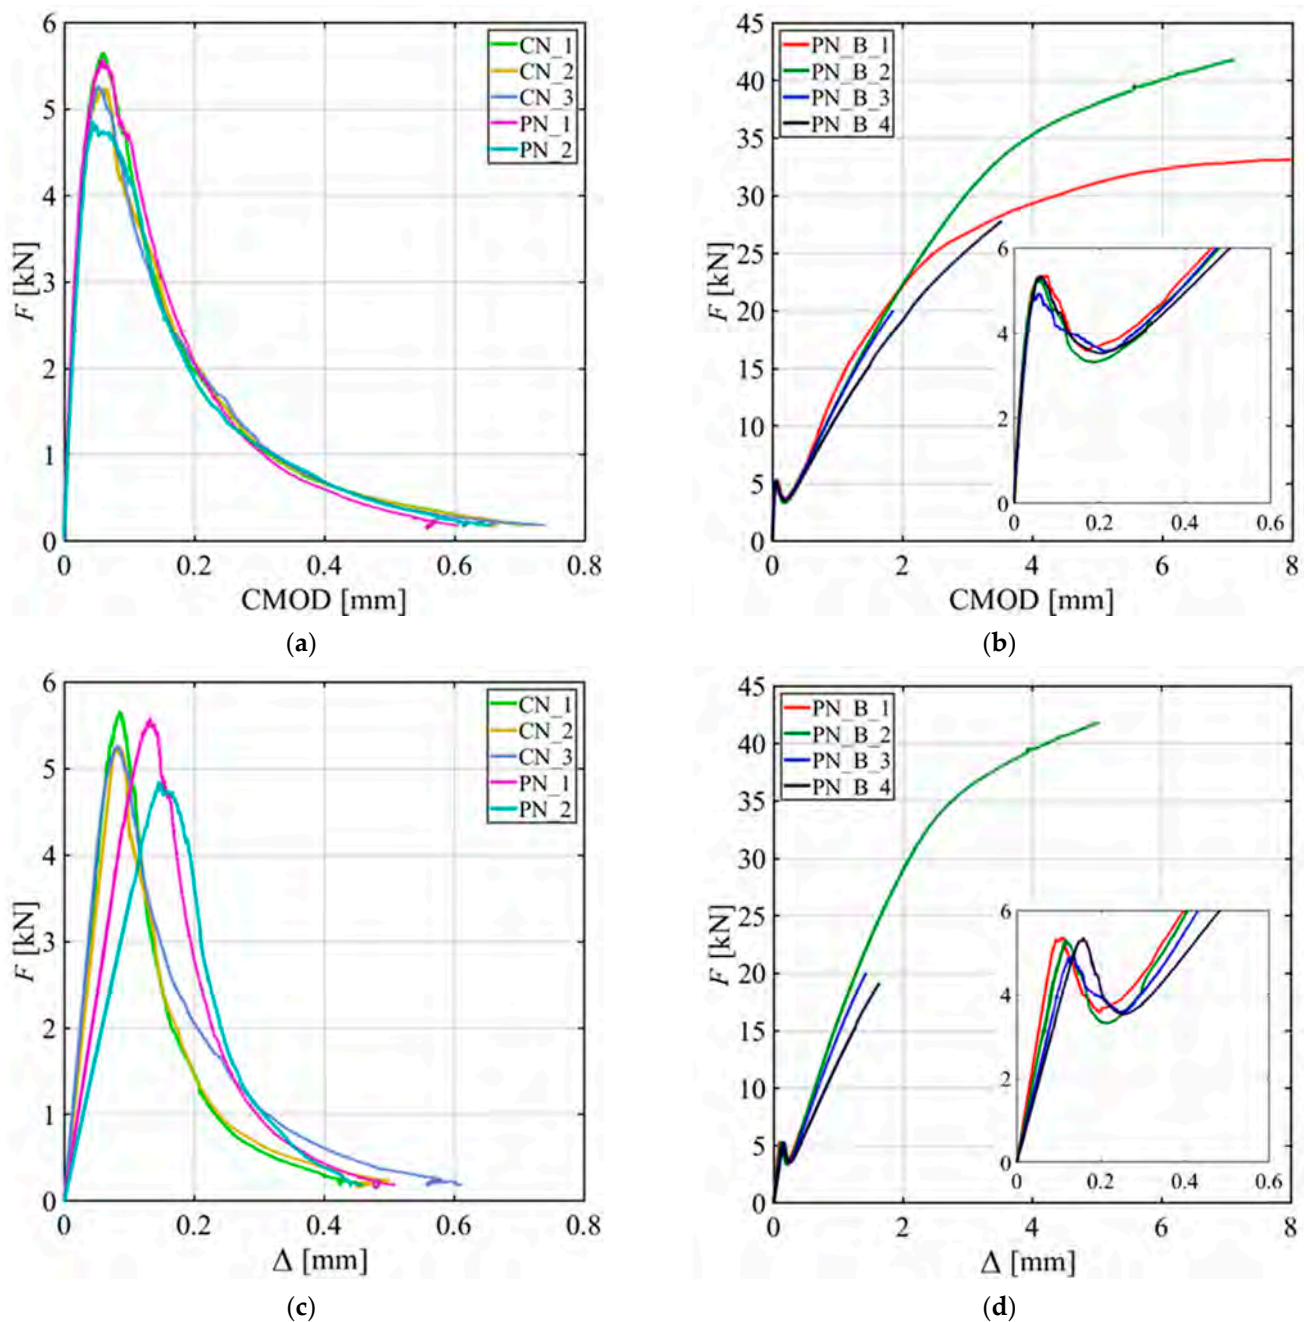 6
5
4
3
2
1
0
F [kN]
CN_1
CN_2
CN_3
PN_1
PN_2
0 0.2 0.4 0.6 0.8
CMOD [mm]
(a)
45
40
35
30
25
20
15
10
5
0
F [kN]
PN_B_1
PN_B_2
PN_B_3
PN_B_4
6
4
2
0
0 0.2 0.4 0.6
0 2 4 6 8
CMOD [mm]
(b)
6
5
4
3
2
1
0
F [kN]
CN_1
CN_2
CN_3
PN_1
PN_2
0 0.2 0.4 0.6 0.8
Δ [mm]
(c)
45
40
35
30
25
20
15
10
5
0
F [kN]
PN_B_1
PN_B_2
PN_B_3
PN_B_4
6
4
2
0
0 0.2 0.4 0.6
0 2 4 6 8
Δ [mm]
(d)